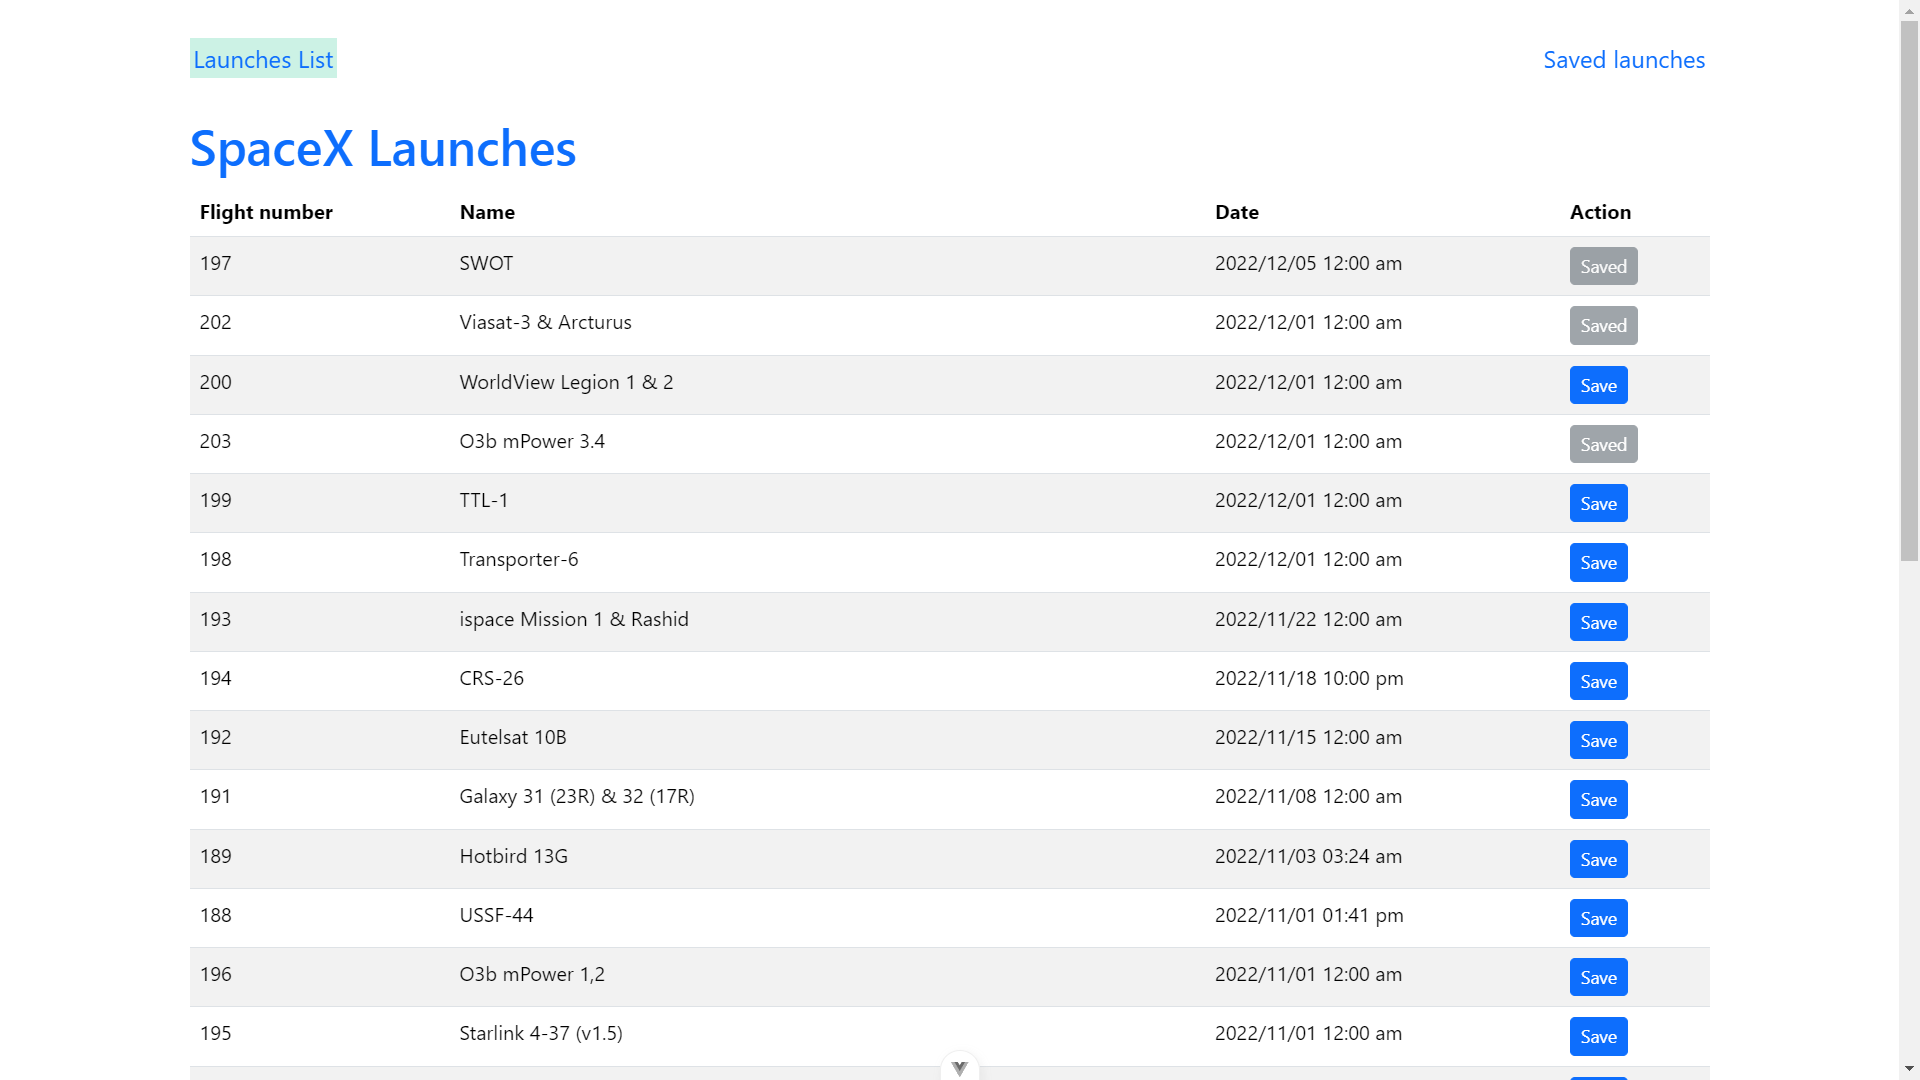 Launches List
Saved launches
SpaceX Launches
Flight number Name Date Action
197 SWOT 2022/12/05 12:00 am Saved
202 Viasat-3 & Arcturus 2022/12/01 12:00 am Saved
200 WorldView Legion 1 & 2 2022/12/01 12:00 am Save
203 O3b mPower 3.4 2022/12/01 12:00 am Saved
199 TTL-1 2022/12/01 12:00 am Save
198 Transporter-6 2022/12/01 12:00 am Save
193 ispace Mission 1 & Rashid 2022/11/22 12:00 am Save
194 CRS-26 2022/11/18 10:00 pm Save
192 Eutelsat 10B 2022/11/15 12:00 am Save
191 Galaxy 31 (23R) & 32 (17R) 2022/11/08 12:00 am Save
189 Hotbird 13G 2022/11/03 03:24 am Save
188 USSF-44 2022/11/01 01:41 pm Save
196 O3b mPower 1,2 2022/11/01 12:00 am Save
195 Starlink 4-37 (v1.5) 2022/11/01 12:00 am Save